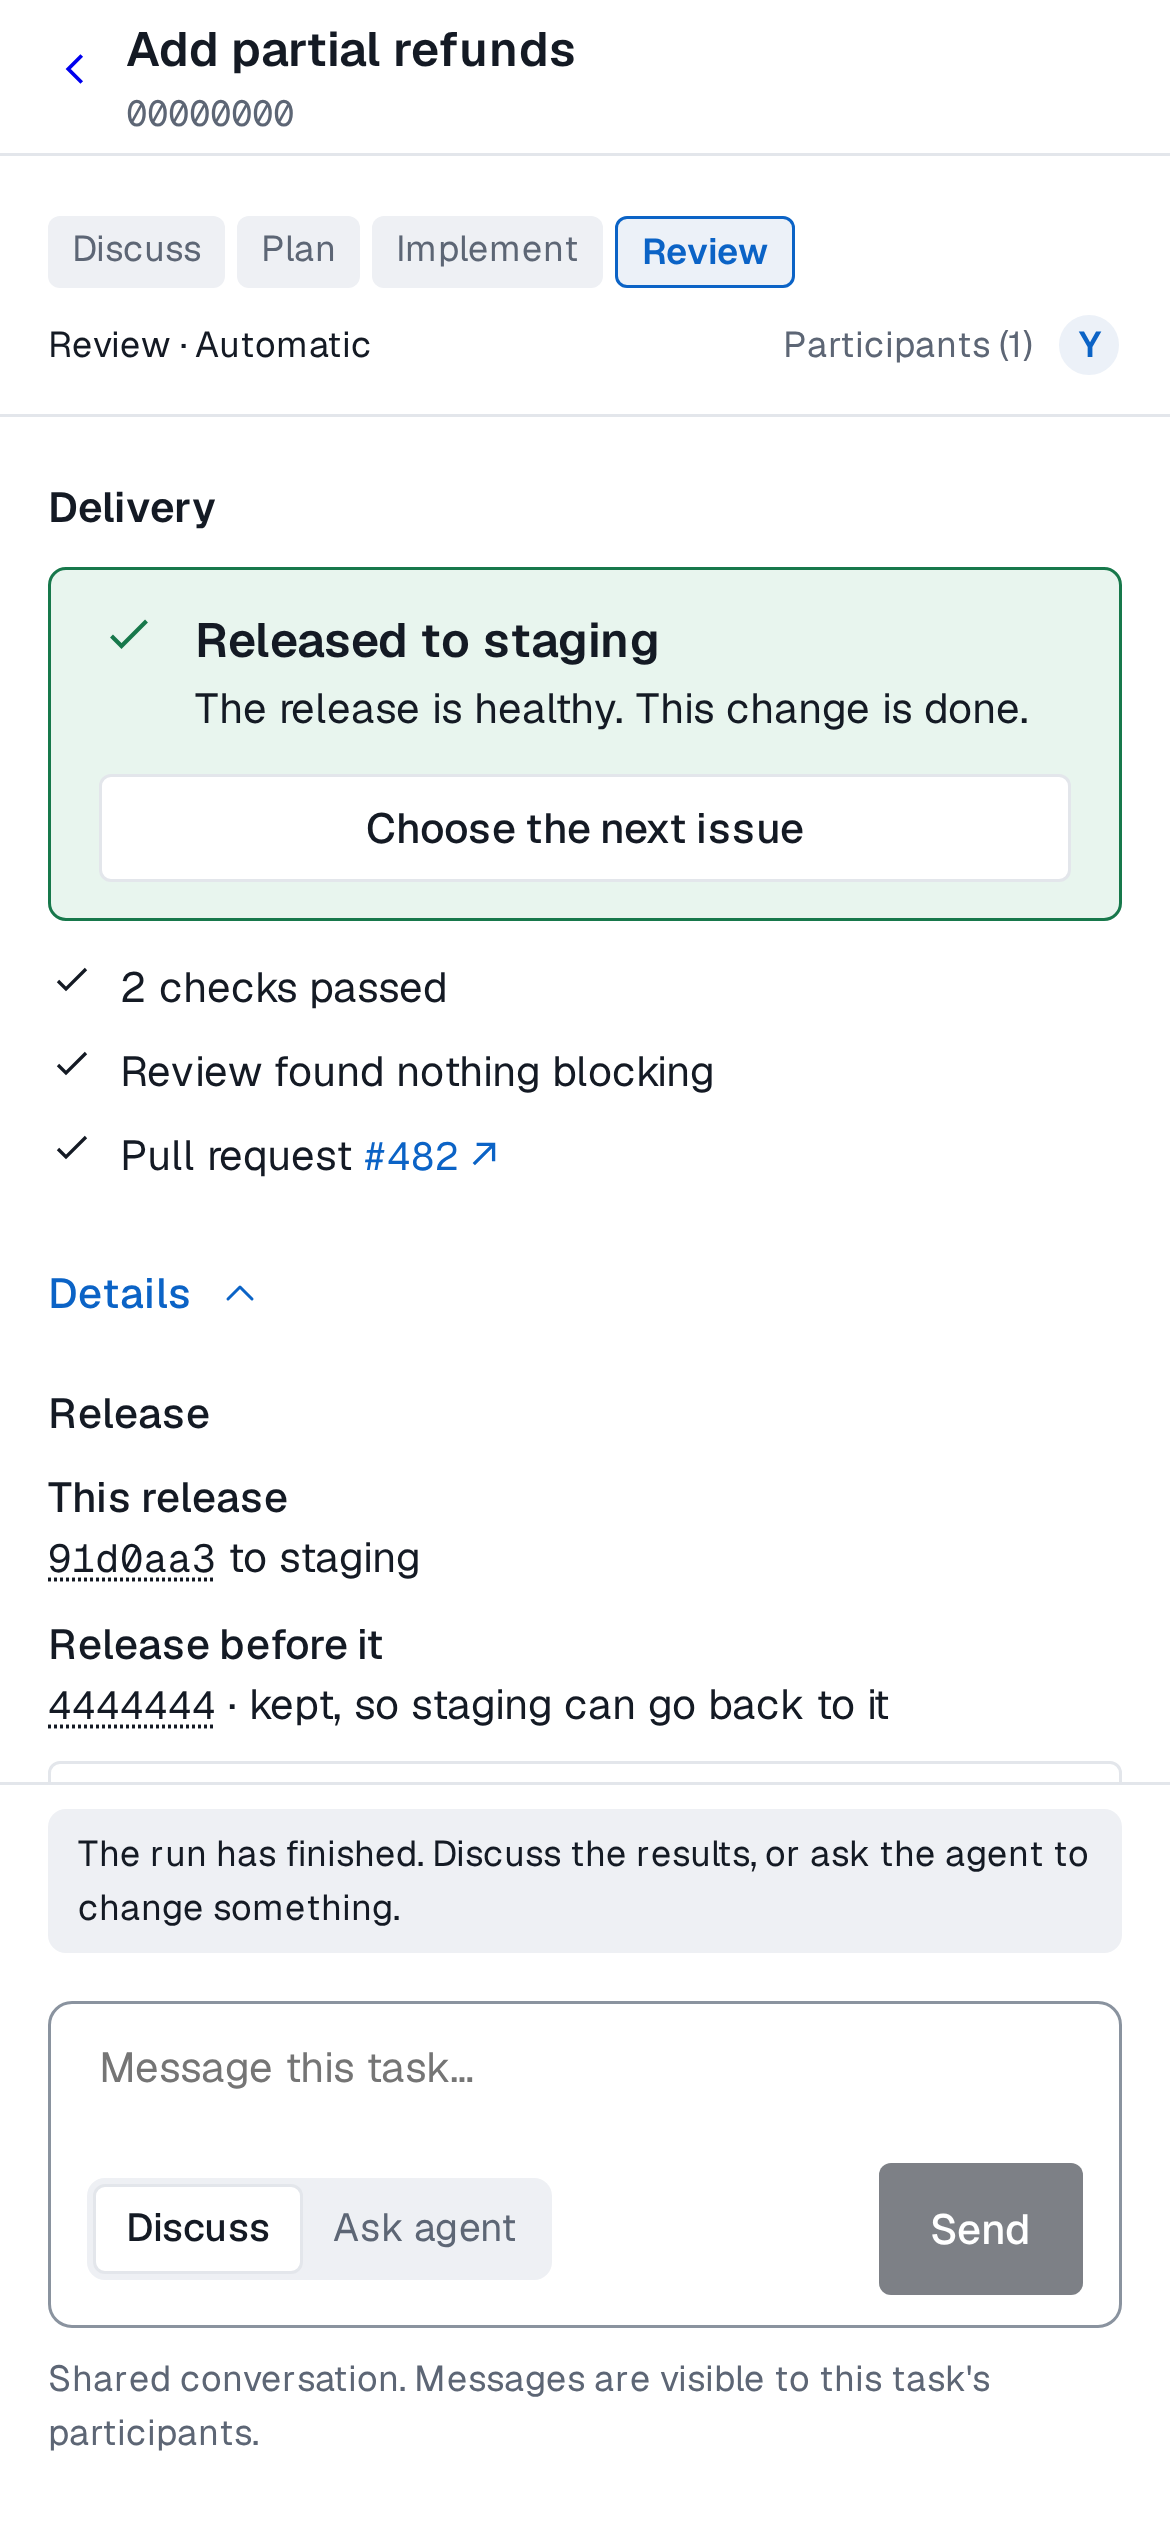 Add partial refunds
00000000
Discuss Plan Implement Review
Review · Automatic Participants (1) Y
Delivery
Released to staging
The release is healthy. This change is done.
Choose the next issue
2 checks passed
Review found nothing blocking
Pull request #482
Details
Release
This release
91d0aa3 to staging
Release before it
4444444 · kept, so staging can go back to it
The run has finished. Discuss the results, or ask the agent to
change something.
Message this task…
Discuss Ask agent Send
Shared conversation. Messages are visible to this task's
participants.